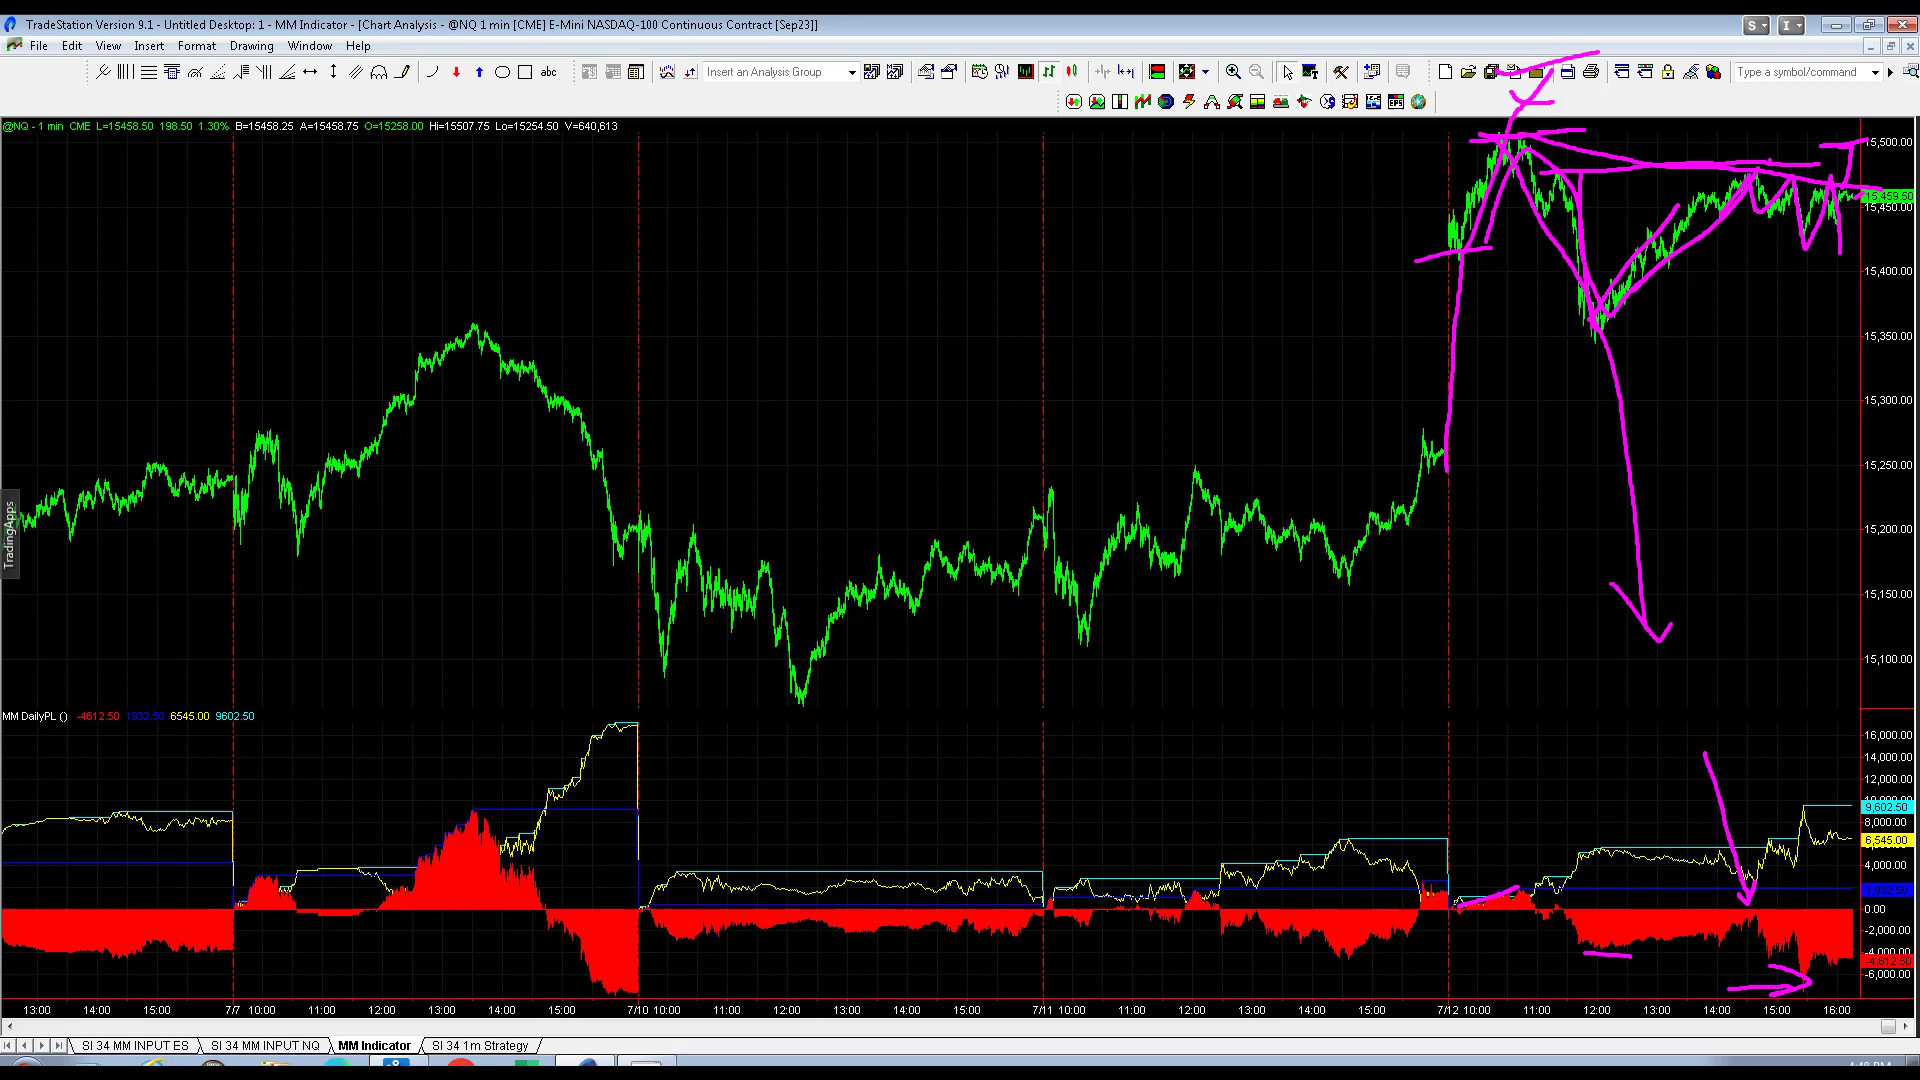 TradeStation Version 9.1 - Untitled Desktop: 1 - MM Indicator - [Chart Analysis - @NQ 1 min [CME] E-Mini NASDAQ-100 Continuous Contract [Sep23]]
S I
File Edit View Insert Format Drawing Window Help
abc Insert an Analysis Group Type a symbol/command
@NQ - 1 min CME L=15458.50 198.50 1.30% B=15458.25 A=15458.75 O=15258.00 Hi=15507.75 Lo=15254.50 V=640,613
15,500.00
15,459.50
15,450.00
15,400.00
15,350.00
15,300.00
15,250.00
15,200.00
15,150.00
15,100.00
TradingApps
MM DailyPL () -4612.50 1932.50 6545.00 9602.50
16,000.00
14,000.00
12,000.00
9,602.50
8,000.00
6,545.00
4,000.00
1,932.50
0.00
-2,000.00
-4,000.00
-4,612.50
-6,000.00
13:00 14:00 15:00 7/7 10:00 11:00 12:00 13:00 14:00 15:00 7/10 10:00 11:00 12:00 13:00 14:00 15:00 7/11 10:00 11:00 12:00 13:00 14:00 15:00 7/12 10:00 11:00 12:00 13:00 14:00 15:00 16:00
SI 34 MM INPUT ES SI 34 MM INPUT NQ MM Indicator SI 34 1m Strategy